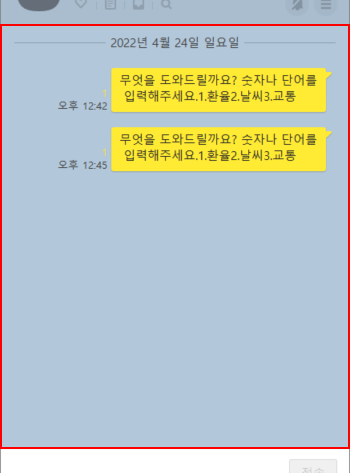 2022년 4월 24일 일요일
무엇을 도와드릴까요? 숫자나 단어를
입력해주세요.1.환율2.날씨3.교통
1
오후 12:42
무엇을 도와드릴까요? 숫자나 단어를
입력해주세요.1.환율2.날씨3.교통
1
오후 12:45
전송